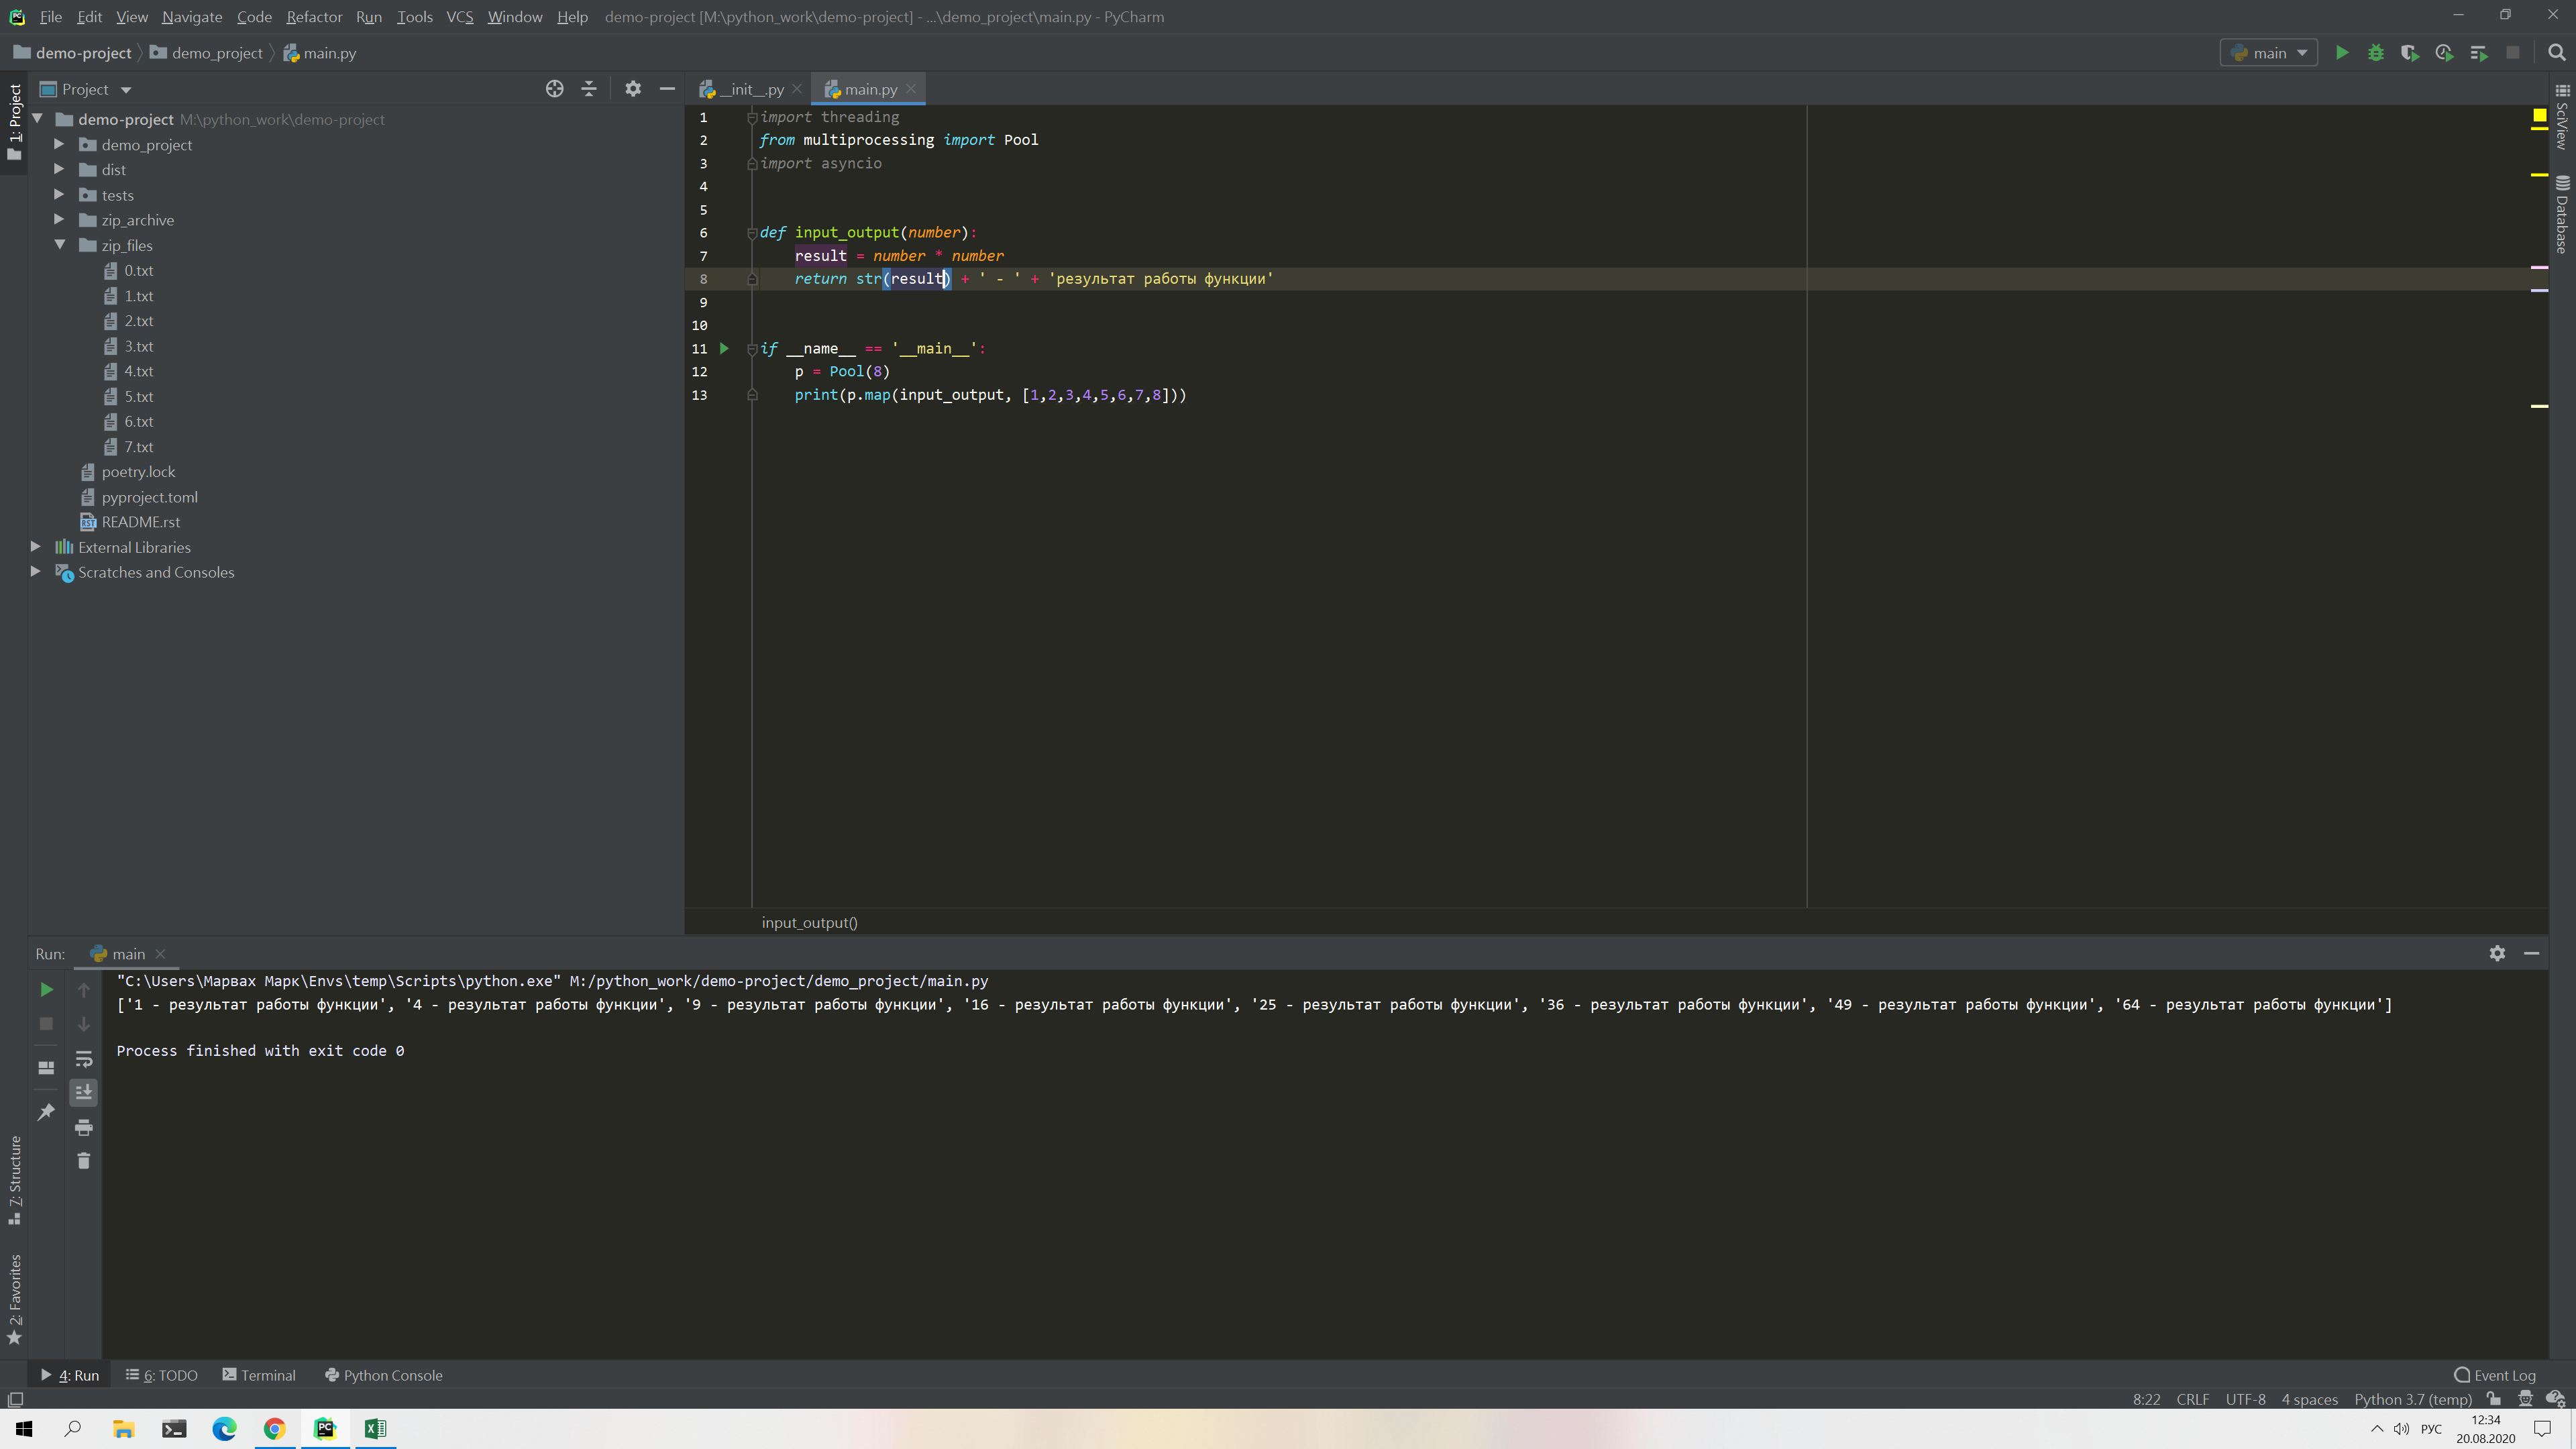 File Edit View Navigate Code Refactor Run Tools VCS Window Help demo-project [M:\python_work\demo-project] - ...\demo_project\main.py - PyCharm
demo-project demo_project main.py
main
1: Project
Project
demo-project M:\python_work\demo-project
demo_project
dist
tests
zip_archive
zip_files
0.txt
1.txt
2.txt
3.txt
4.txt
5.txt
6.txt
7.txt
poetry.lock
pyproject.toml
README.rst
External Libraries
Scratches and Consoles
__init__.py main.py
1 import threading
2 from multiprocessing import Pool
3 import asyncio
4
5
6 def input_output(number):
7 result = number * number
8 return str(result) + ' - ' + 'результат работы функции'
9
10
11 if __name__ == '__main__':
12 p = Pool(8)
13 print(p.map(input_output, [1,2,3,4,5,6,7,8]))
input_output()
SciView
Database
Run: main
"C:\Users\Марвах Марк\Envs\temp\Scripts\python.exe" M:/python_work/demo-project/demo_project/main.py
['1 - результат работы функции', '4 - результат работы функции', '9 - результат работы функции', '16 - результат работы функции', '25 - результат работы функции', '36 - результат работы функции', '49 - результат работы функции', '64 - результат работы функции']
Process finished with exit code 0
7: Structure
2: Favorites
4: Run 6: TODO Terminal Python Console Event Log
8:22 CRLF UTF-8 4 spaces Python 3.7 (temp)
РУС
12:34
20.08.2020